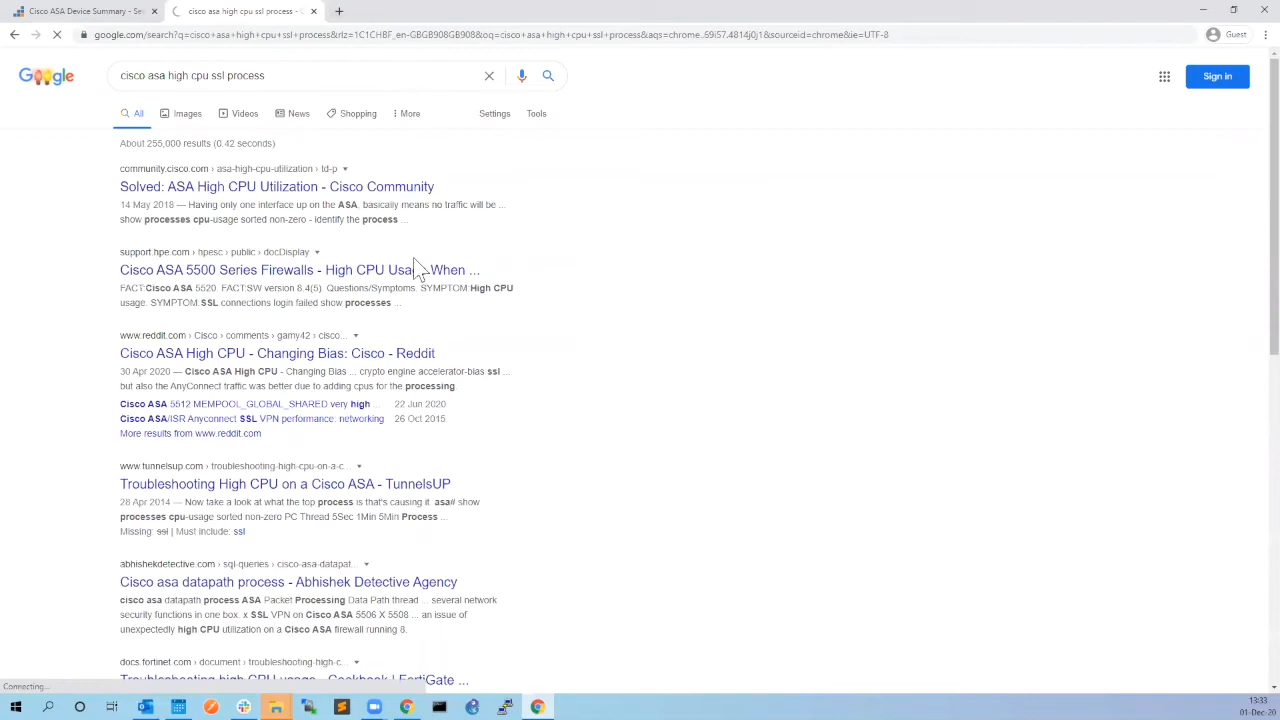 Cisco ASA Device Summary - Se
cisco asa high cpu ssl process -
google.com/search?q=cisco+asa+high+cpu+ssl+process&rlz=1C1CHBF_en-GBGB908GB908&oq=cisco+asa+high+cpu+ssl+process&aqs=chrome..69i57.4814j0j1&sourceid=chrome&ie=UTF-8
Guest
Google
cisco asa high cpu ssl process
Sign in
All
Images
Videos
News
Shopping
More
Settings
Tools
About 255,000 results (0.42 seconds)
community.cisco.com › asa-high-cpu-utilization › td-p
Solved: ASA High CPU Utilization - Cisco Community
14 May 2018 — Having only one interface up on the ASA, basically means no traffic will be ...
show processes cpu-usage sorted non-zero - identify the process ...
support.hpe.com › hpesc › public › docDisplay
Cisco ASA 5500 Series Firewalls - High CPU Usage When ...
FACT:Cisco ASA 5520. FACT:SW version 8.4(5). Questions/Symptoms. SYMPTOM:High CPU
usage. SYMPTOM:SSL connections login failed show processes ...
www.reddit.com › Cisco › comments › gamy42 › cisco...
Cisco ASA High CPU - Changing Bias: Cisco - Reddit
30 Apr 2020 — Cisco ASA High CPU - Changing Bias ... crypto engine accelerator-bias ssl ...
but also the AnyConnect traffic was better due to adding cpus for the processing.
Cisco ASA 5512 MEMPOOL_GLOBAL_SHARED very high ... 22 Jun 2020
Cisco ASA/ISR Anyconnect SSL VPN performance: networking 26 Oct 2015
More results from www.reddit.com
www.tunnelsup.com › troubleshooting-high-cpu-on-a-c...
Troubleshooting High CPU on a Cisco ASA - TunnelsUP
28 Apr 2014 — Now take a look at what the top process is that's causing it. asa# show
processes cpu-usage sorted non-zero PC Thread 5Sec 1Min 5Min Process ...
Missing: ssl | Must include: ssl
abhishekdetective.com › sql-queries › cisco-asa-datapat...
Cisco asa datapath process - Abhishek Detective Agency
cisco asa datapath process ASA Packet Processing Data Path thread ... several network
security functions in one box. x SSL VPN on Cisco ASA 5506 X 5508 ... an issue of
unexpectedly high CPU utilization on a Cisco ASA firewall running 8.
docs.fortinet.com › document › troubleshooting-high-c...
Troubleshooting high CPU usage - Cookbook | FortiGate ...
Connecting...
13:33
01-Dec-20